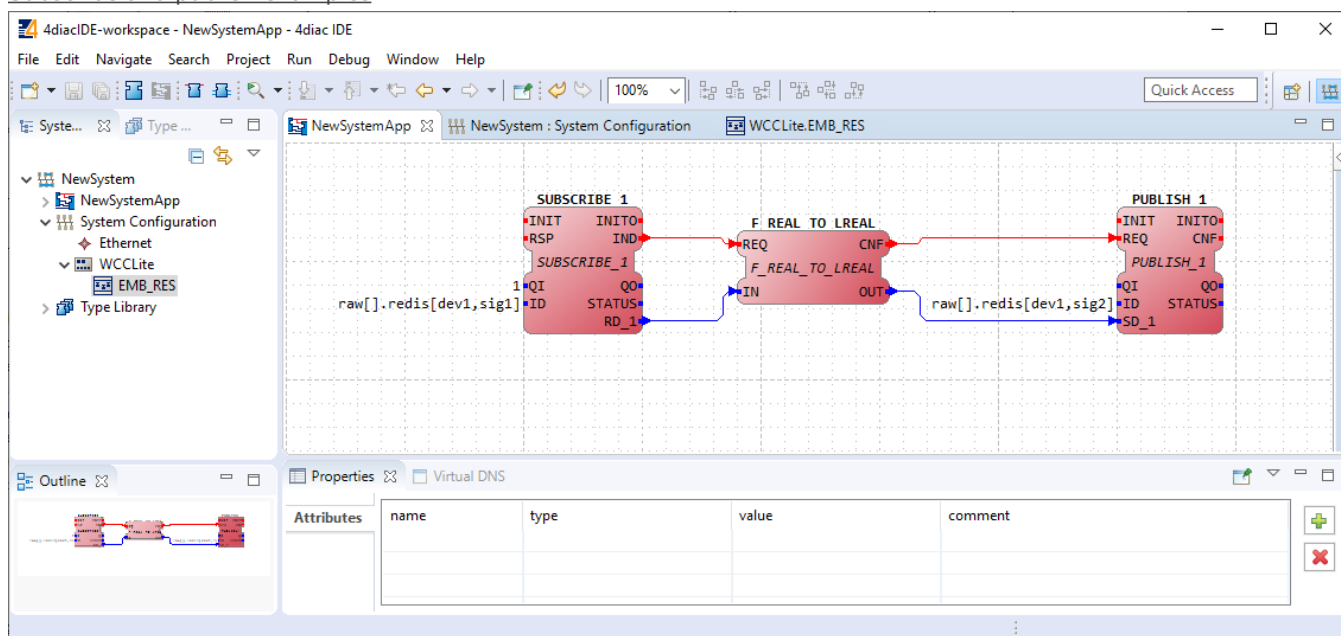 4diacIDE-workspace - NewSystemApp - 4diac IDE
File Edit Navigate Search Project Run Debug Window Help
100%
Quick Access
Syste...
Type ...
NewSystemApp
NewSystem : System Configuration
WCCLite.EMB_RES
NewSystem
NewSystemApp
System Configuration
Ethernet
WCCLite
EMB_RES
Type Library
SUBSCRIBE_1
INIT INITO
RSP IND
SUBSCRIBE_1
1 QI QO
raw[].redis[dev1,sig1] ID STATUS
RD_1
F_REAL_TO_LREAL
REQ CNF
F_REAL_TO_LREAL
IN OUT
PUBLISH_1
INIT INITO
REQ CNF
PUBLISH_1
QI QO
raw[].redis[dev1,sig2] ID STATUS
SD_1
Outline
Properties
Virtual DNS
Attributes
name type value comment